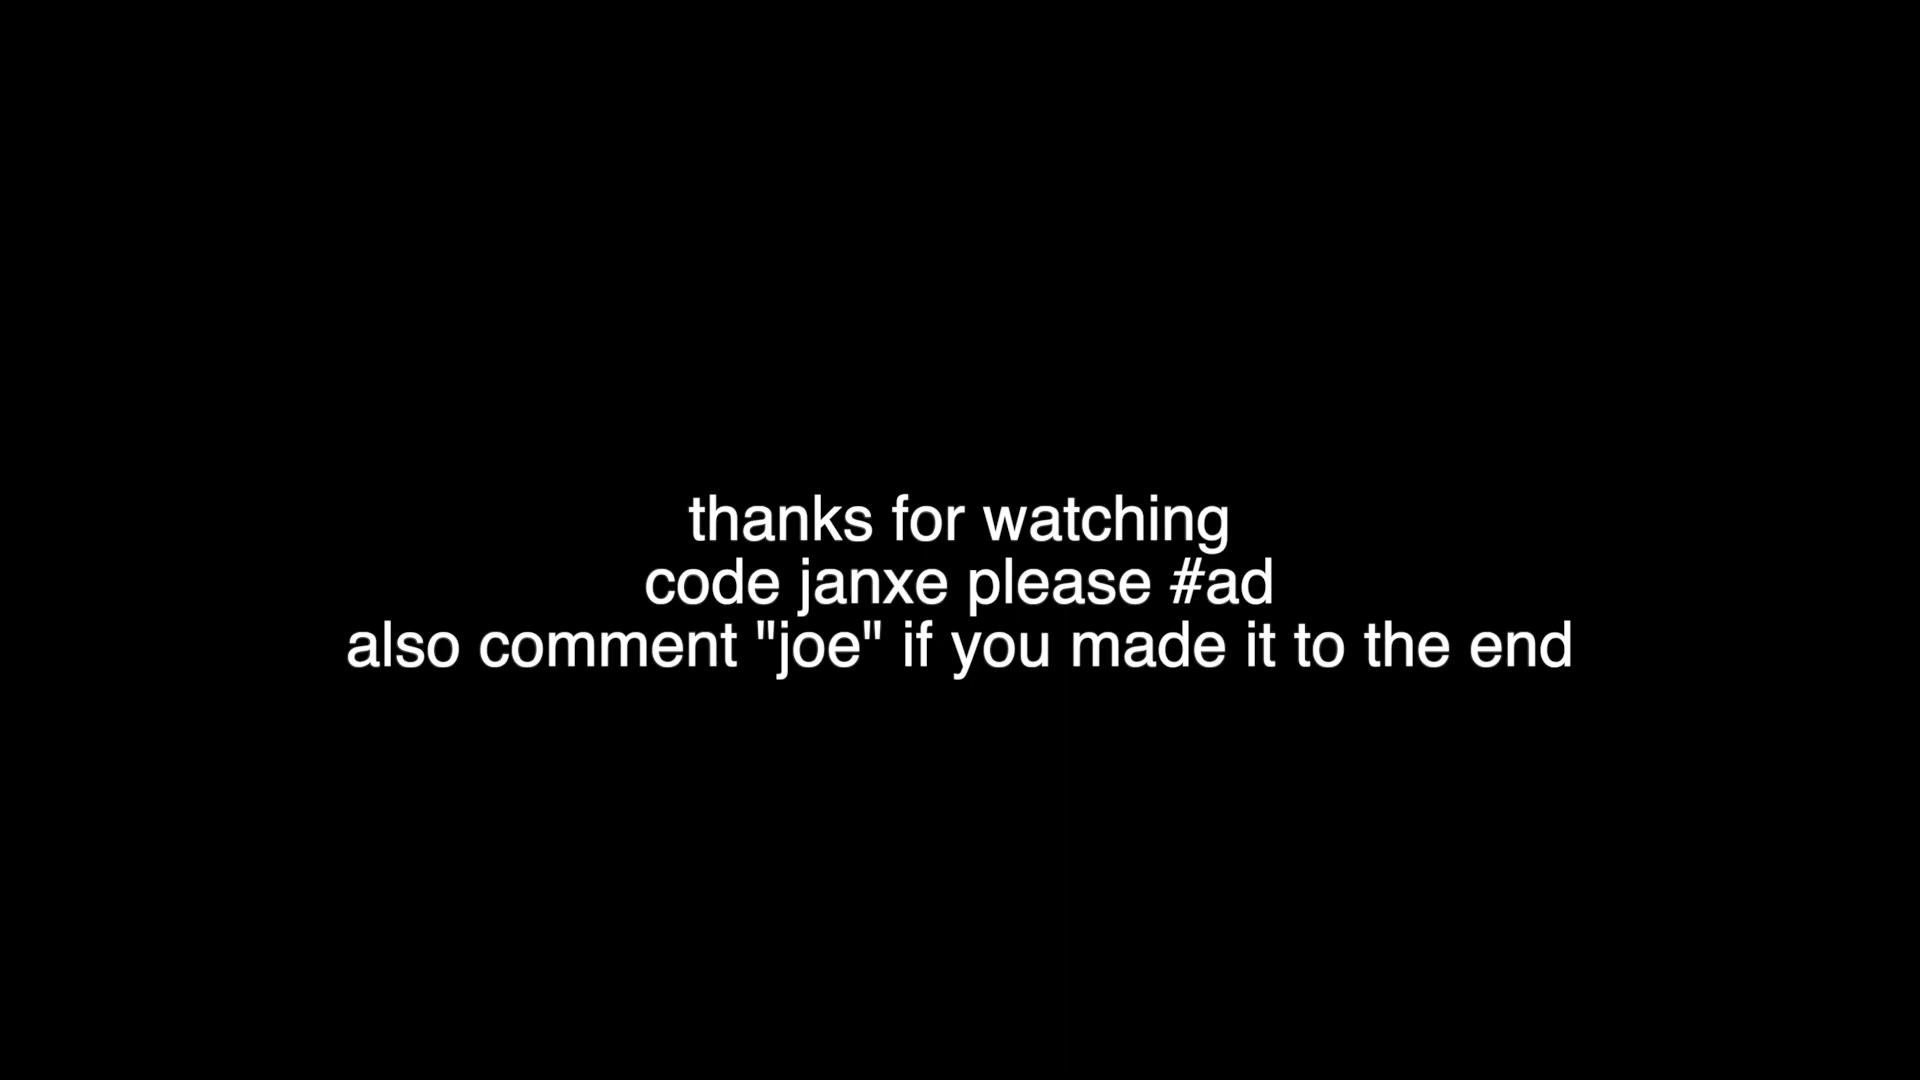 thanks for watching
code janxe please #ad
also comment "joe" if you made it to the end